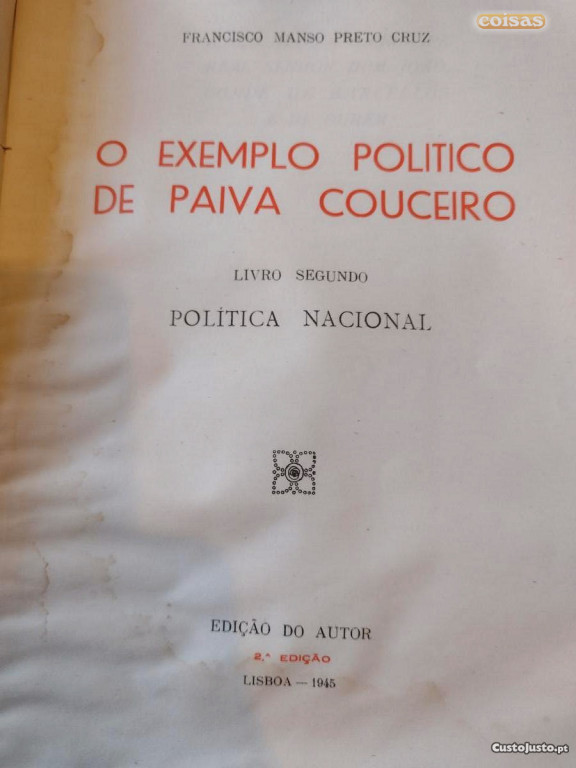 coisas
FRANCISCO MANSO PRETO CRUZ
O EXEMPLO POLITICO
DE PAIVA COUCEIRO
LIVRO SEGUNDO
POLÍTICA NACIONAL
EDIÇÃO DO AUTOR
2.ª EDIÇÃO
LISBOA — 1945
CustoJusto.pt